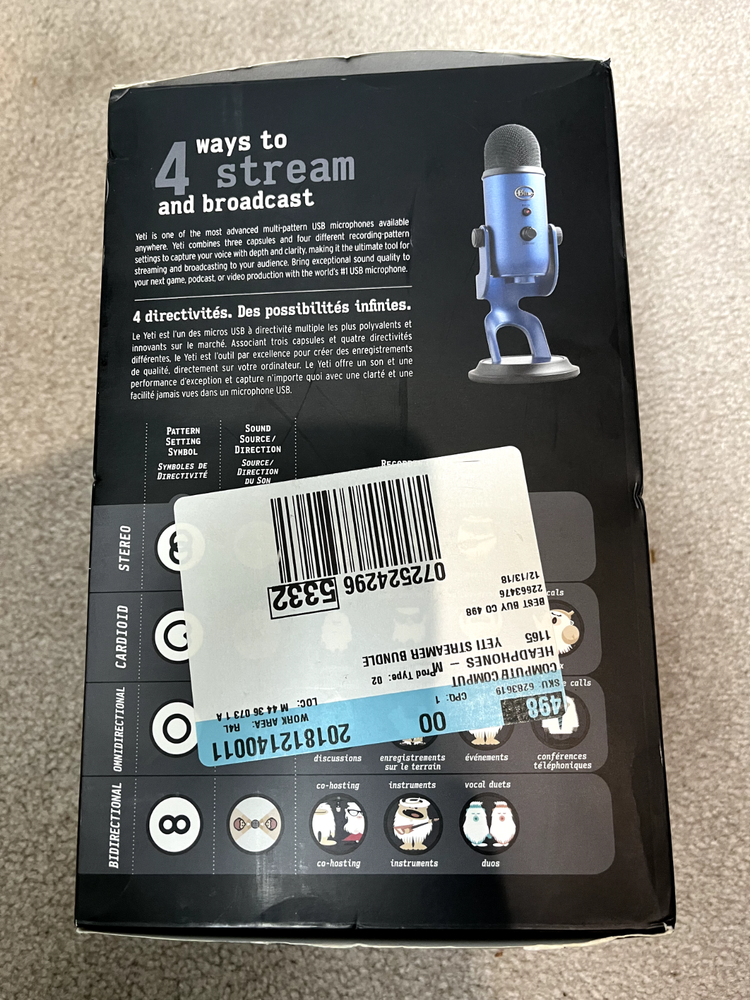 4 ways to
stream
and broadcast
Yeti is one of the most advanced multi-pattern USB microphones available
anywhere. Yeti combines three capsules and four different recording-pattern
settings to capture your voice with depth and clarity, making it the ultimate tool for
streaming and broadcasting to your audience. Bring exceptional sound quality to
your next game, podcast, or video production with the world's #1 USB microphone.
4 directivités. Des possibilités infinies.
Le Yeti est l'un des micros USB à directivité multiple les plus polyvalents et
innovants sur le marché. Associant trois capsules et quatre directivités
différentes, le Yeti est l'outil par excellence pour créer des enregistrements
de qualité, directement sur votre ordinateur. Le Yeti offre un son et une
performance d'exception et capture n'importe quoi avec une clarté et une
facilité jamais vues dans un microphone USB.
PATTERN
SETTING
SYMBOL
SYMBOLES DE
DIRECTIVITÉ
SOUND
SOURCE/
DIRECTION
SOURCE/
DIRECTION
DU SON
STEREO
CARDIOID
OMNIDIRECTIONAL
BIDIRECTIONAL
201812140011
WORK AREA: R4L
LOC: M 44 36 073 1 A
00
CPQ: 1
4498
SKU: 6283619
COMPUTE COMPUT
HEADPHONES - M
Prod Type: 02
1165 YETI STREAMER BUNDLE
BEST BUY CO 498
22663476
12/13/18
072524296 5332
calls
discussions
enregistrements
sur le terrain
événements
conférences
téléphoniques
co-hosting
instruments
vocal duets
co-hosting
instruments
duos